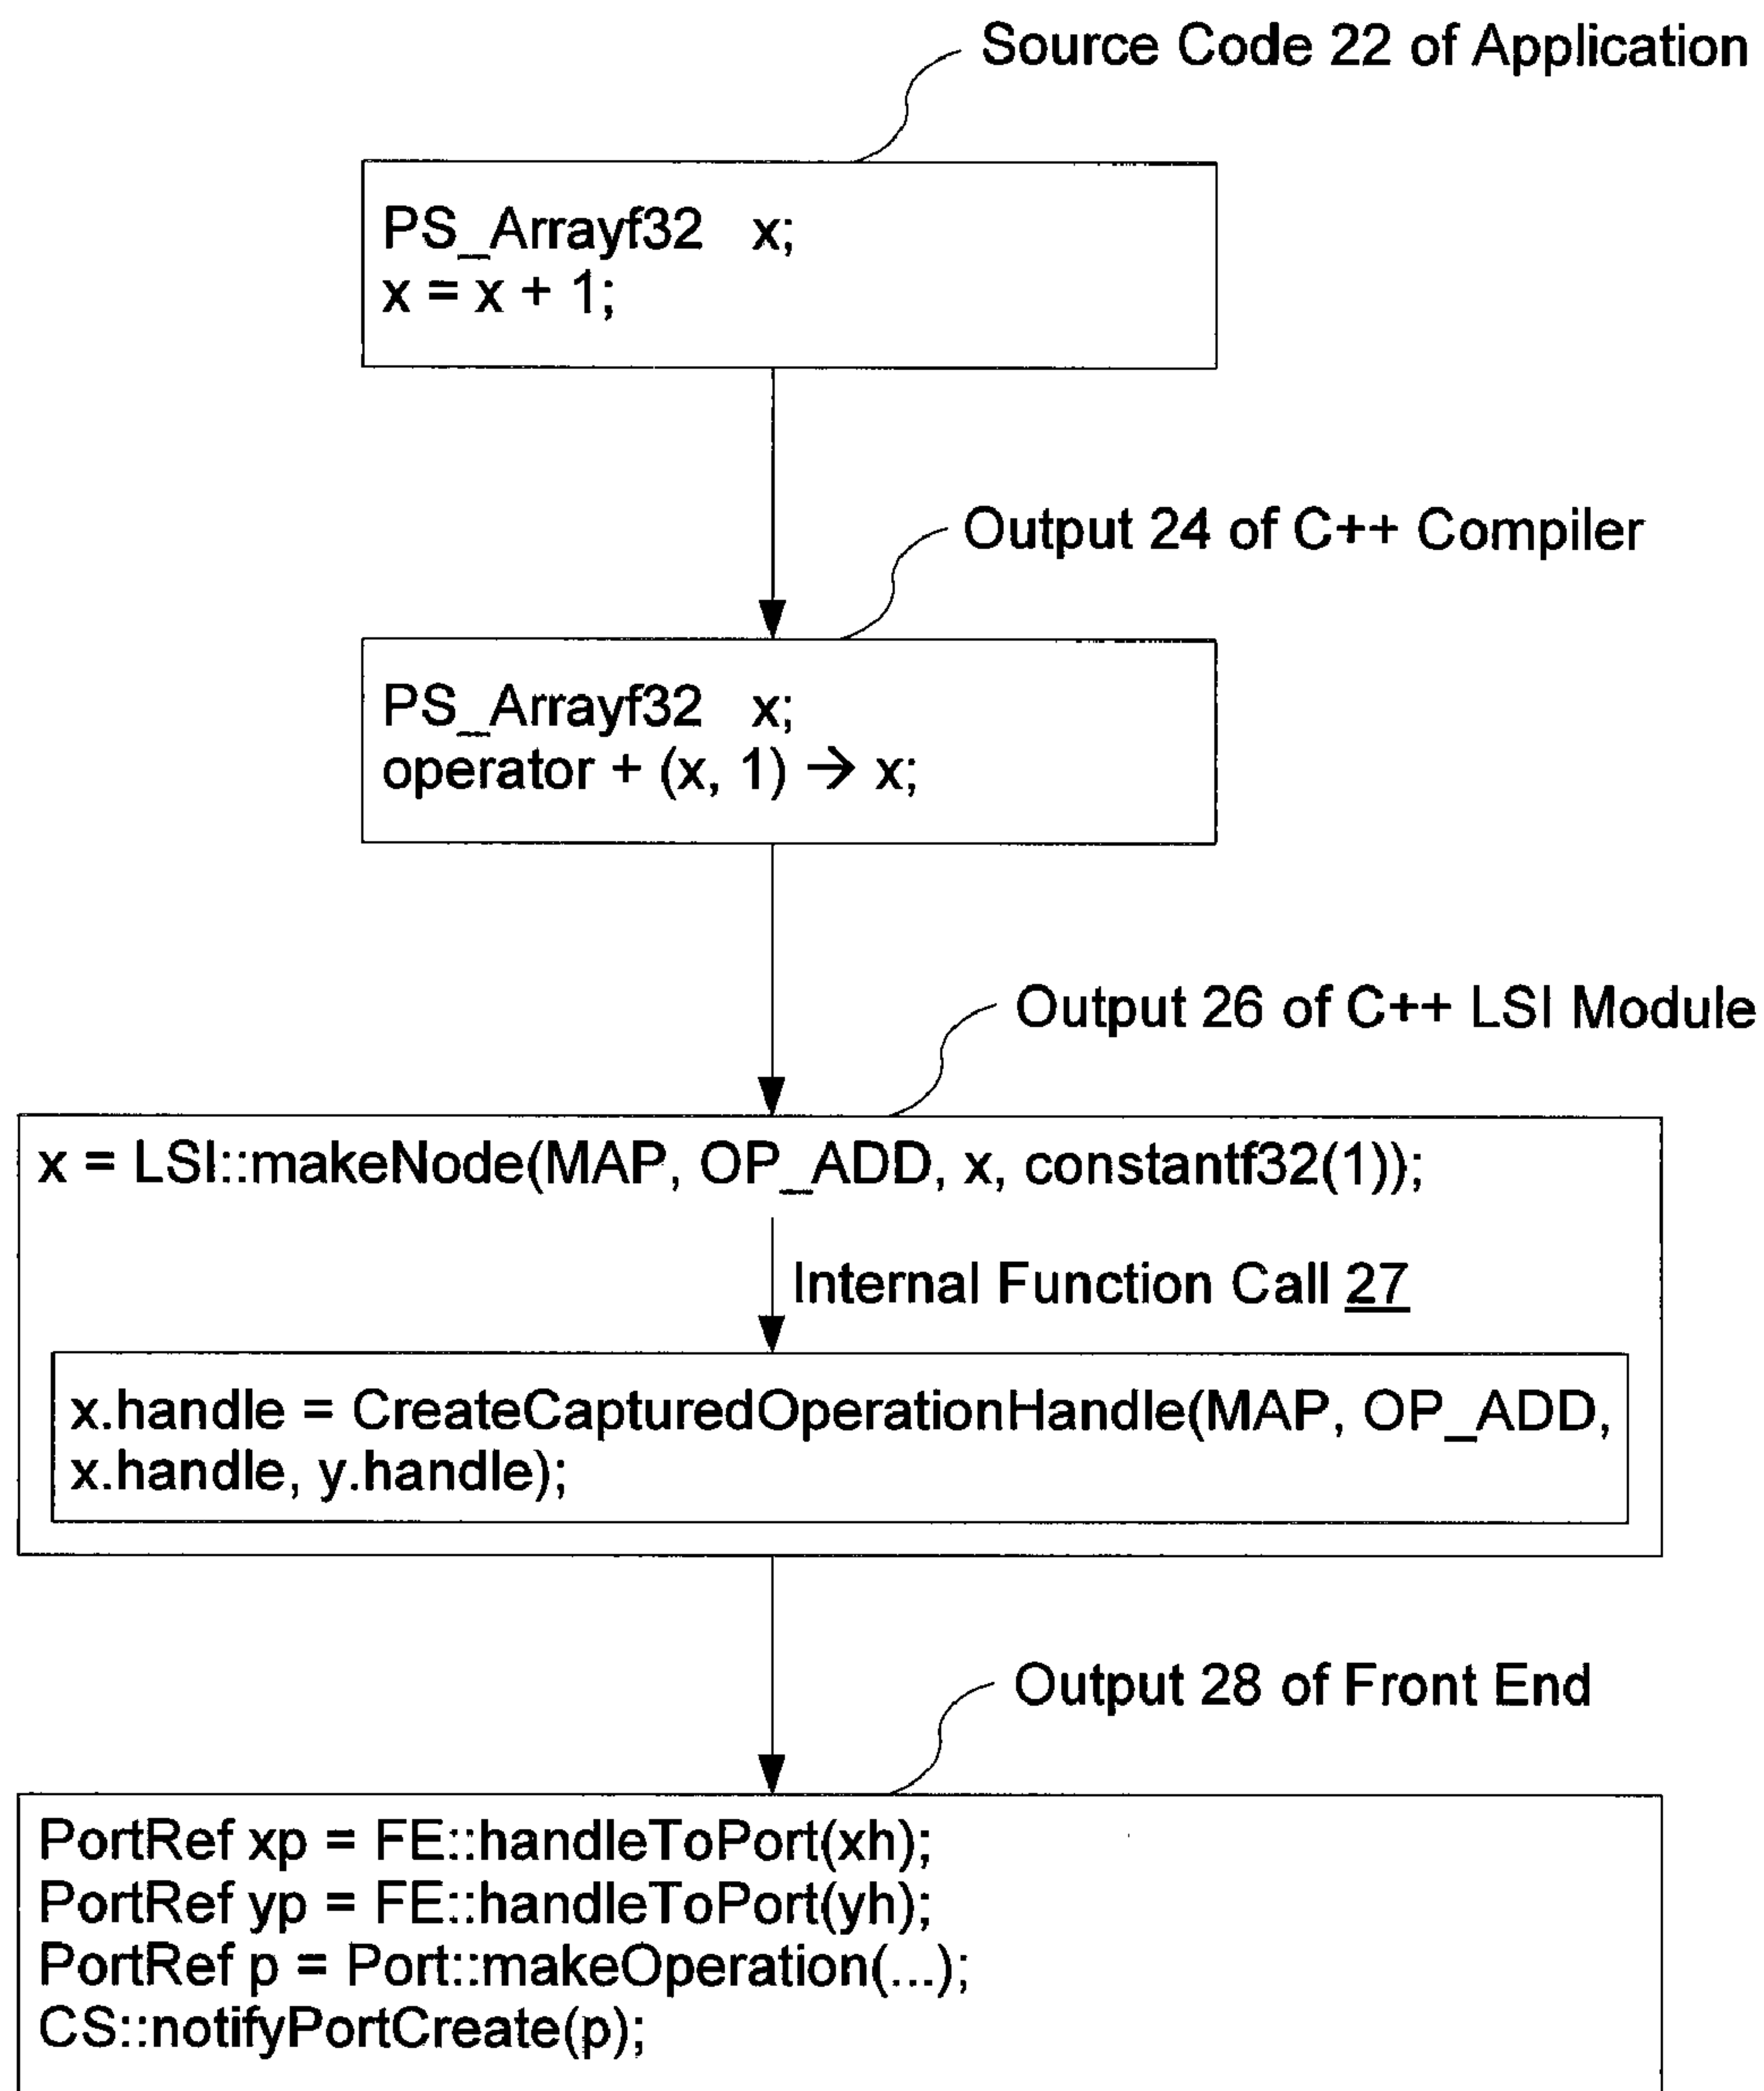 Source Code 22 of Application
PS_Arrayf32 x;
x = x + 1;
Output 24 of C++ Compiler
PS_Arrayf32 x;
operator + (x, 1) → x;
Output 26 of C++ LSI Module
x = LSI::makeNode(MAP, OP_ADD, x, constantf32(1));
Internal Function Call 27
x.handle = CreateCapturedOperationHandle(MAP, OP_ADD,
x.handle, y.handle);
Output 28 of Front End
PortRef xp = FE::handleToPort(xh);
PortRef yp = FE::handleToPort(yh);
PortRef p = Port::makeOperation(...);
CS::notifyPortCreate(p);